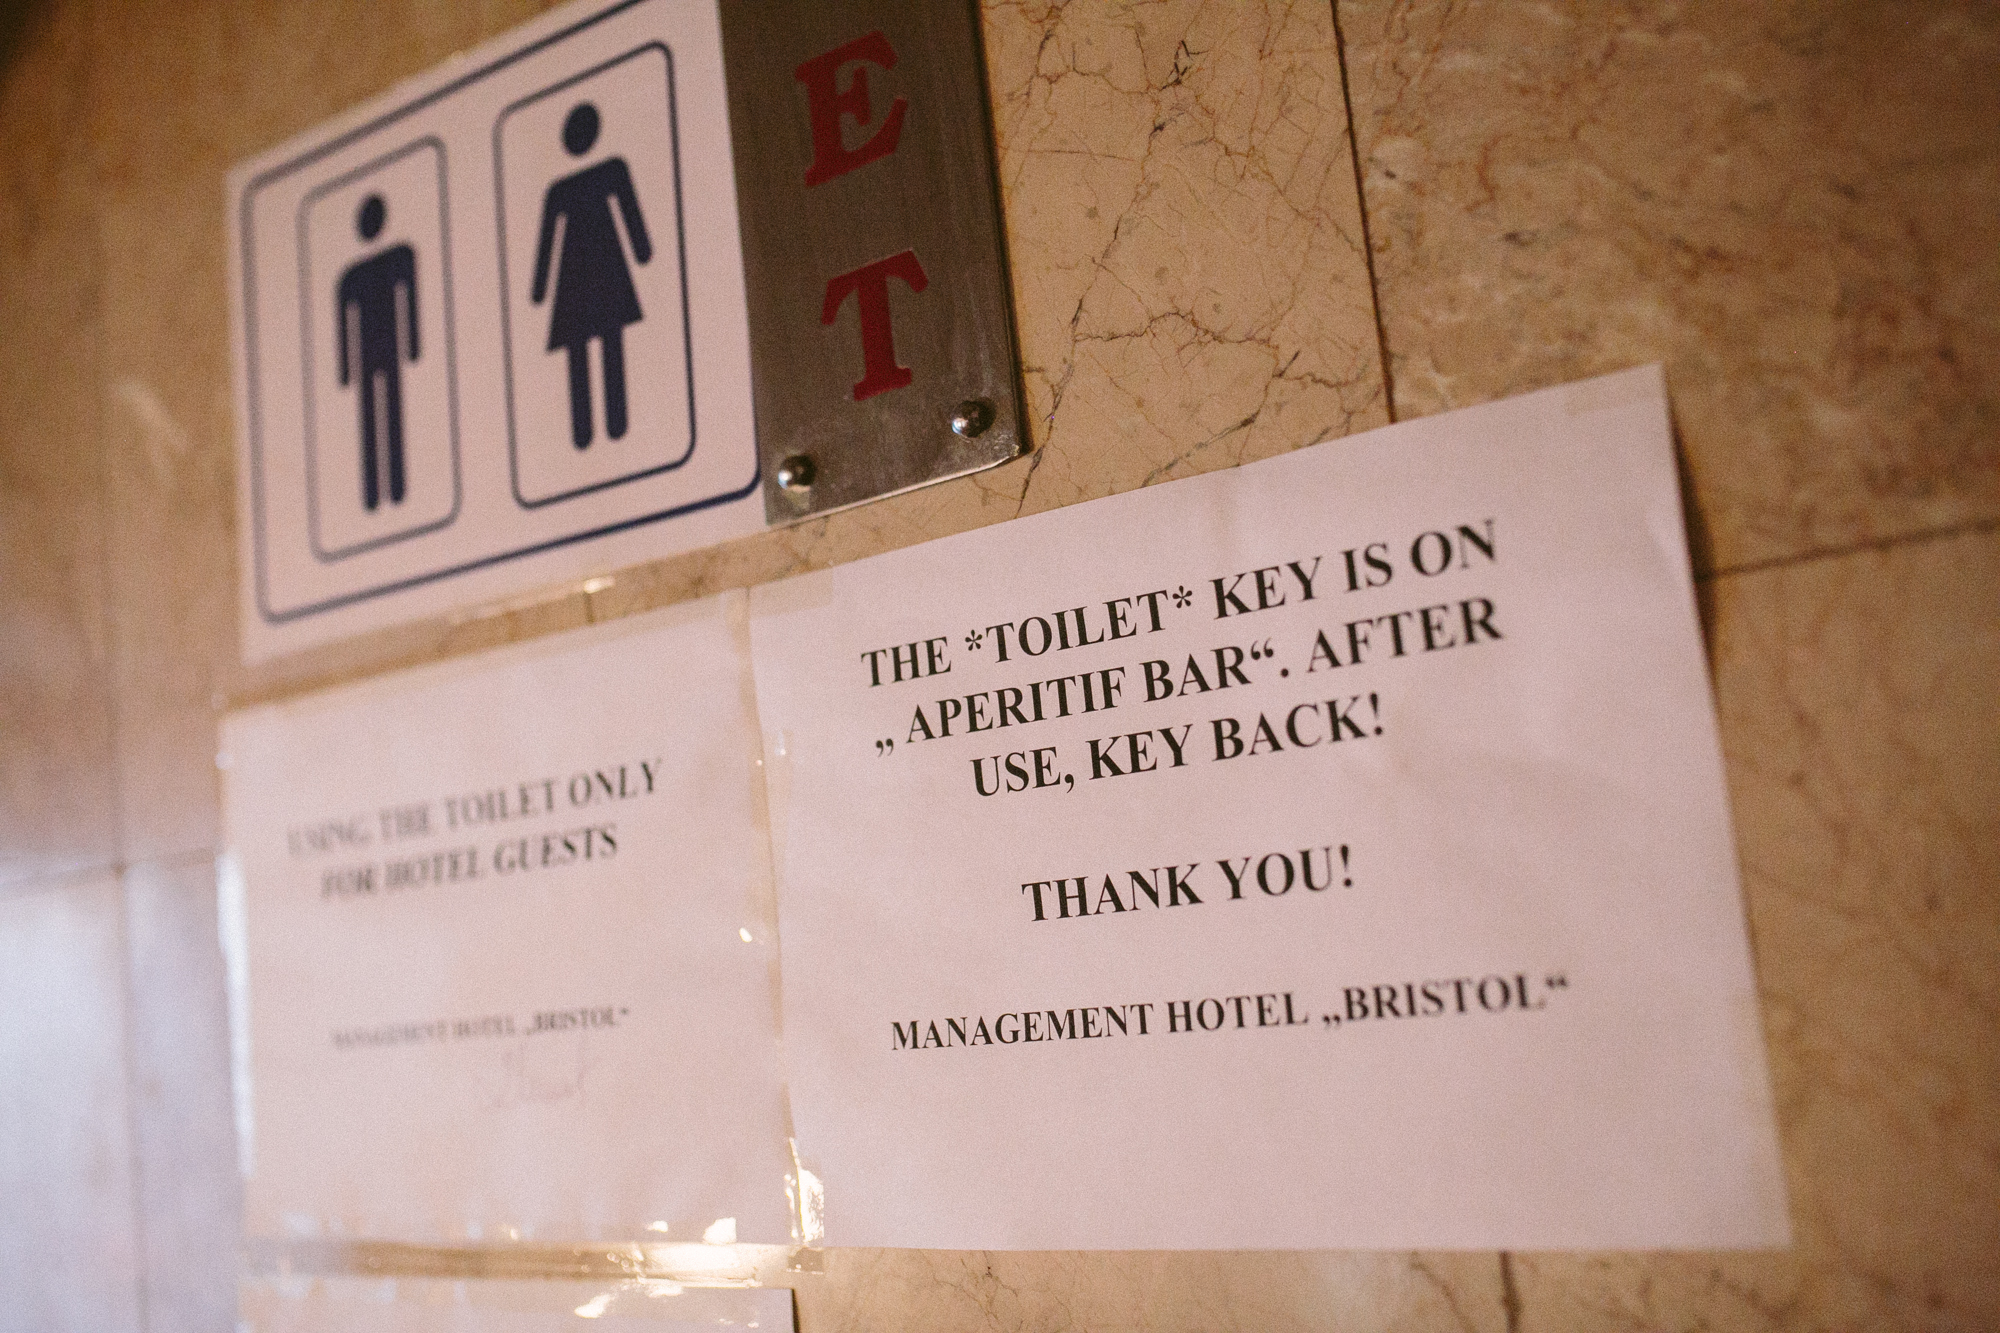 E
T
THE *TOILET* KEY IS ON
„ APERITIF BAR“. AFTER
USE, KEY BACK!
THANK YOU!
MANAGEMENT HOTEL „BRISTOL“
USING THE TOILET ONLY
FOR HOTEL GUESTS
MANAGEMENT HOTEL „BRISTOL“